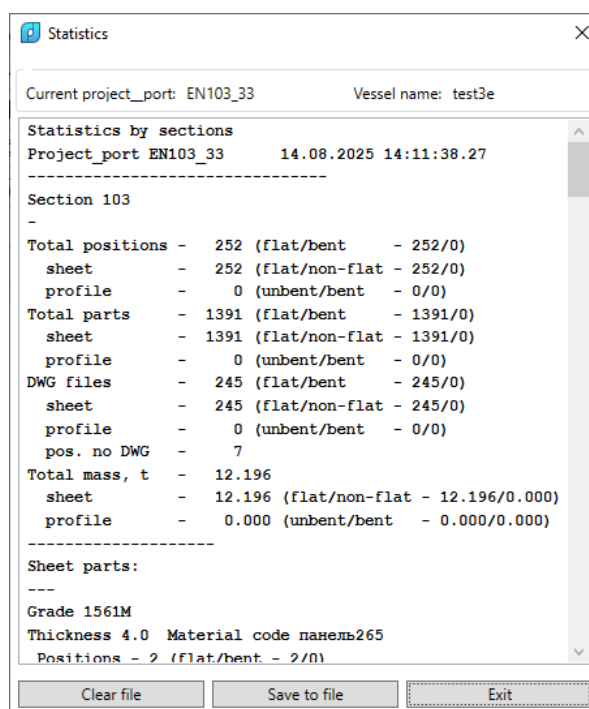 Statistics
Current project__port: EN103_33 Vessel name: test3e
Statistics by sections
Project_port EN103_33 14.08.2025 14:11:38.27
--------------------------------
Section 103
-
Total positions - 252 (flat/bent - 252/0)
sheet - 252 (flat/non-flat - 252/0)
profile - 0 (unbent/bent - 0/0)
Total parts - 1391 (flat/bent - 1391/0)
sheet - 1391 (flat/non-flat - 1391/0)
profile - 0 (unbent/bent - 0/0)
DWG files - 245 (flat/bent - 245/0)
sheet - 245 (flat/non-flat - 245/0)
profile - 0 (unbent/bent - 0/0)
pos. no DWG - 7
Total mass, t - 12.196
sheet - 12.196 (flat/non-flat - 12.196/0.000)
profile - 0.000 (unbent/bent - 0.000/0.000)
--------------------
Sheet parts:
---
Grade 1561M
Thickness 4.0 Material code панель265
Positions - 2 (flat/bent - 2/0)
Clear file Save to file Exit